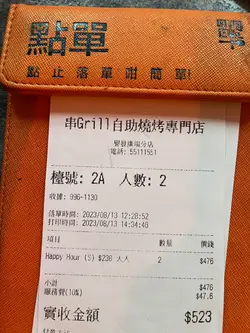 點單 單
點止落單咁簡單!
串Grill自助燒烤專門店
譽發廣場分店
電話: 55111551
檯號: 2A 人數: 2
收據: 996-1130
落單時間: 2023/08/13 12:28:52
打印時間: 2023/08/13 14:34:46
項目 數量 價錢
Happy Hour (S) $238 大人 2 $476
小計 $476
服務費(10%) $47.6
實收金額 $523